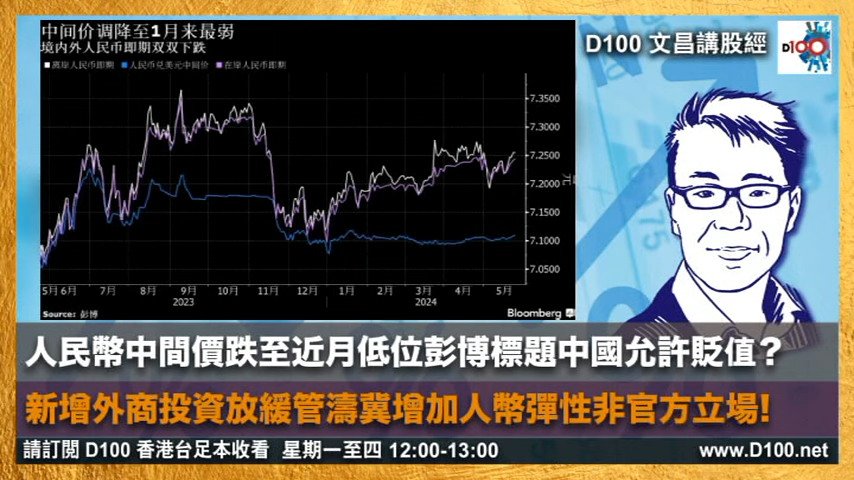 中间价调降至1月来最弱
境内外人民币即期双双下跌
离岸人民币即期 人民币兑美元中间价 在岸人民币即期
7.3500
7.3000
7.2500
7.2000
7.1500
7.1000
7.0500
元
5月 6月 7月 8月 9月 10月 11月 12月 1月 2月 3月 4月 5月
2023 2024
Source: 彭博
Bloomberg
D100 文昌講股經
D100
人民幣中間價跌至近月低位彭博標題中國允許貶值？
新增外商投資放緩管濤冀增加人幣彈性非官方立場!
請訂閱 D100 香港台足本收看 星期一至四 12:00-13:00
www.D100.net